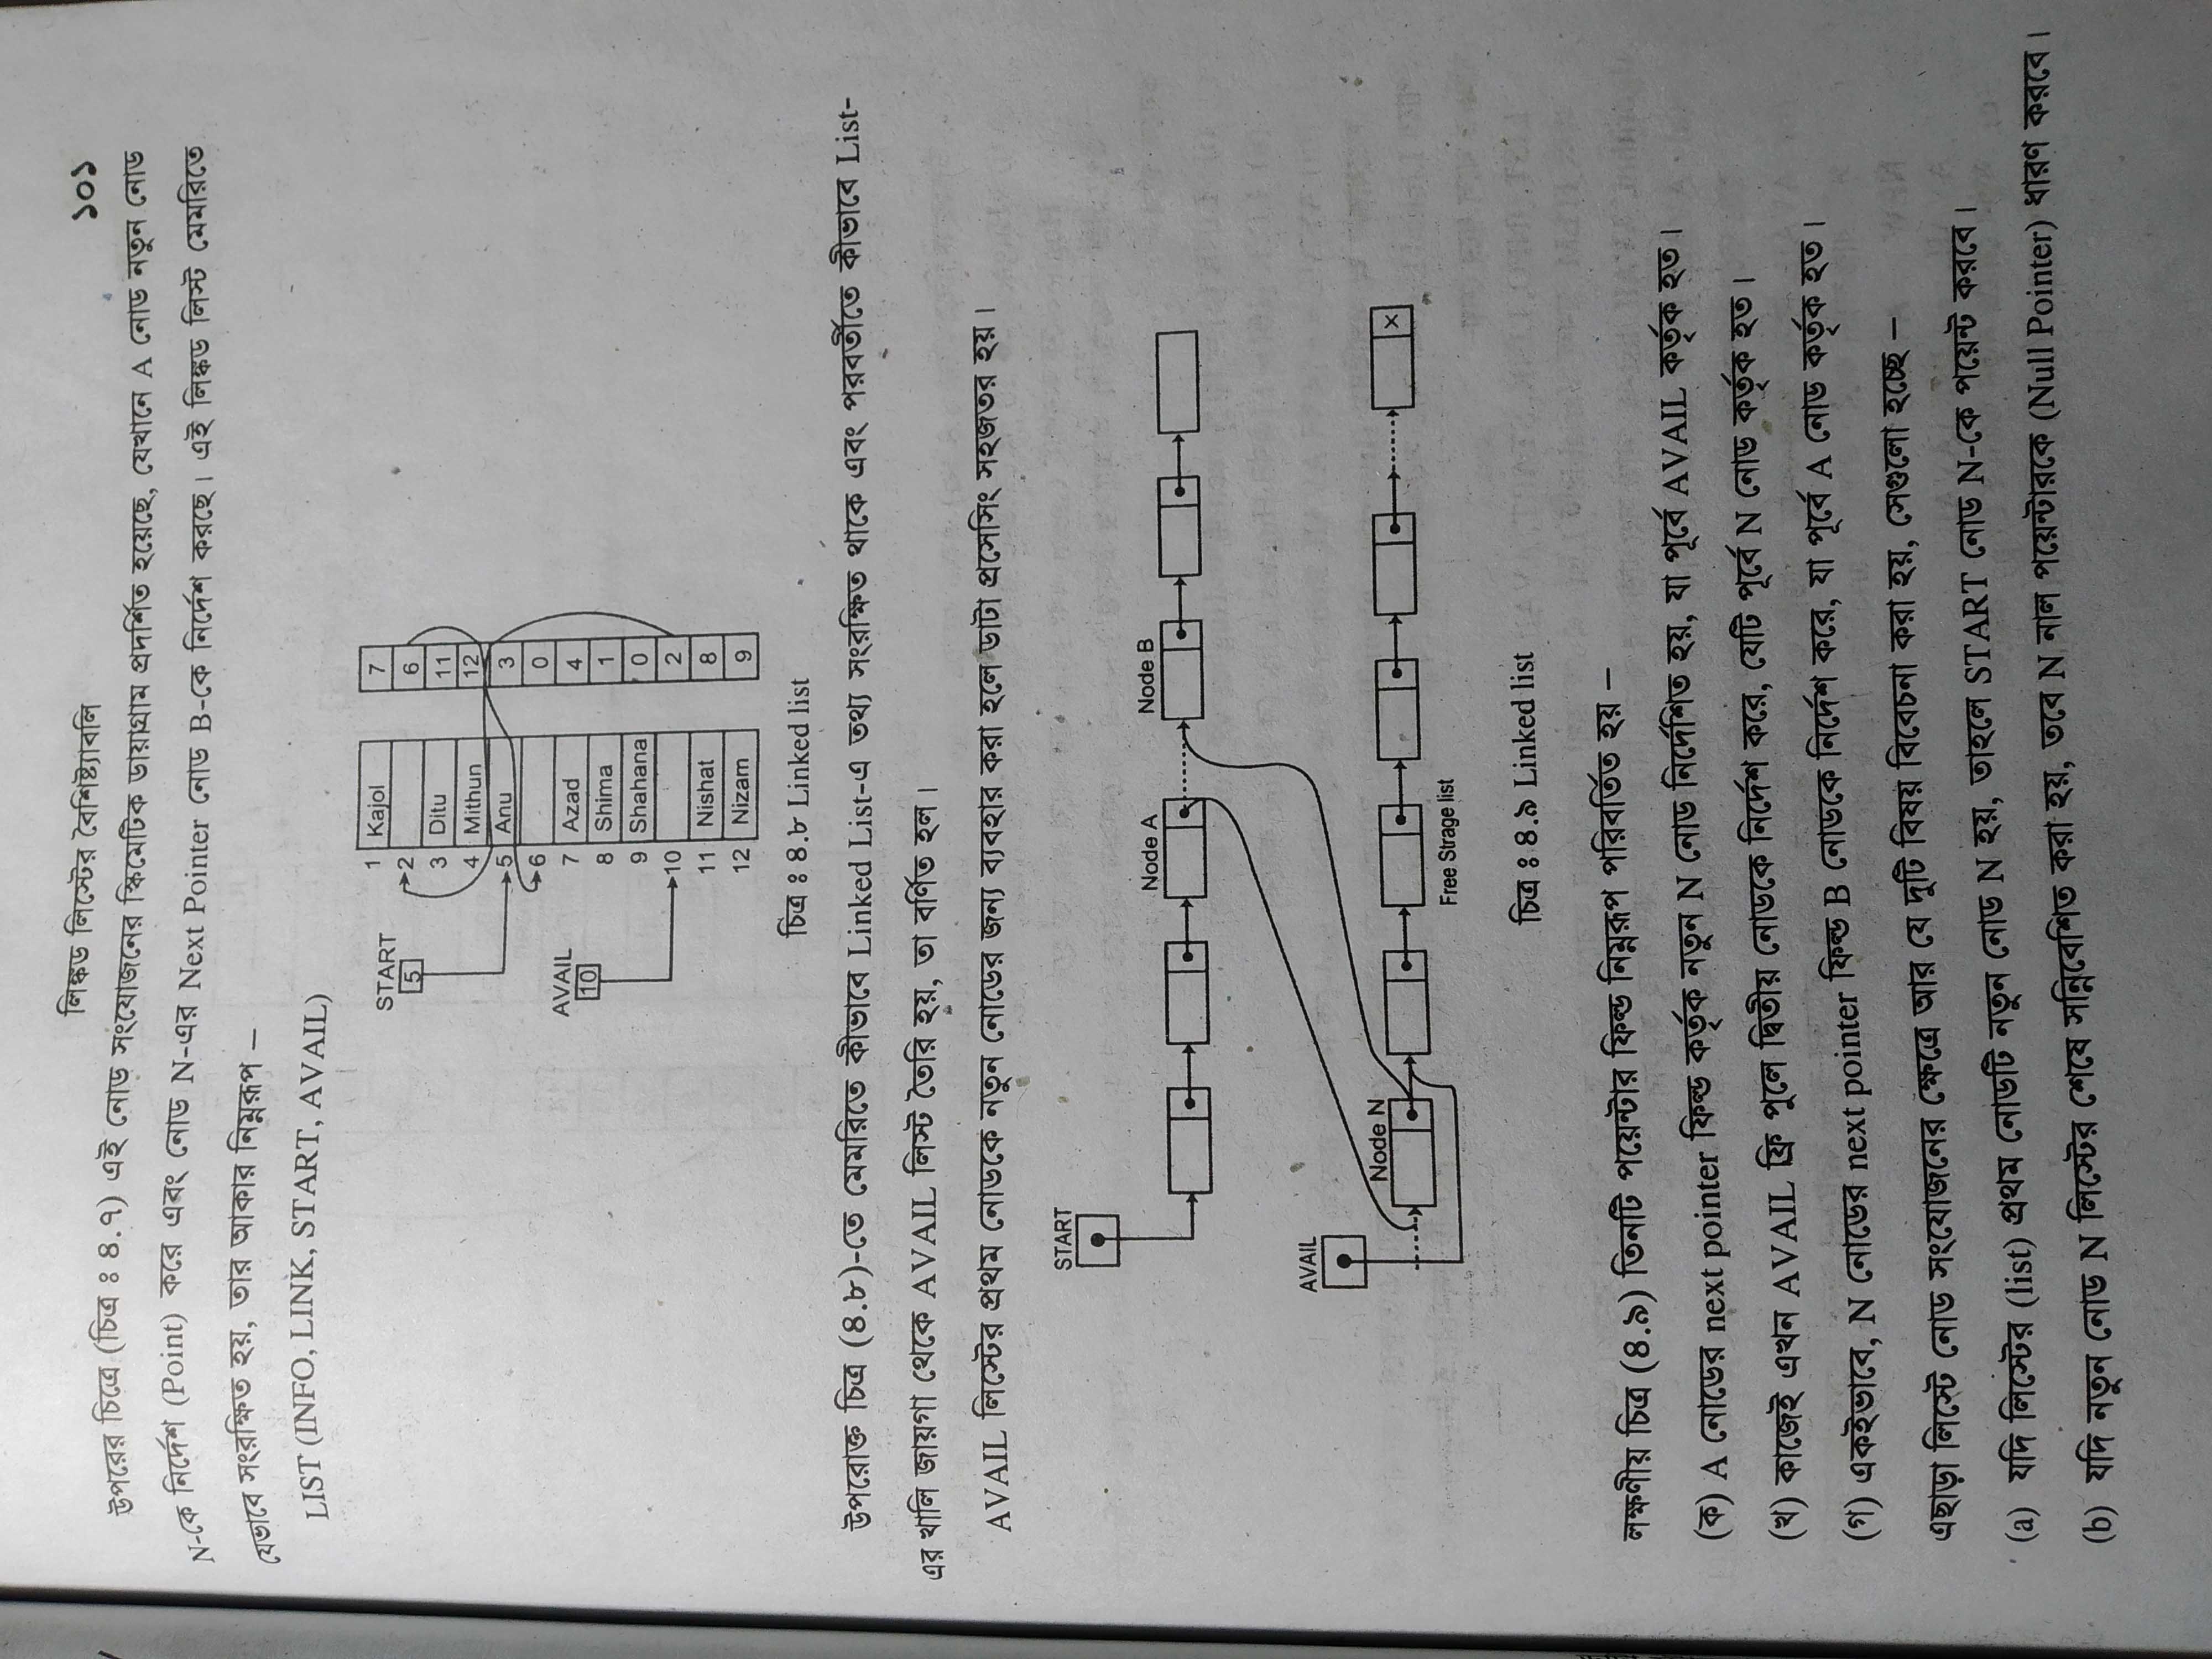 লিঙ্কড লিস্টের বৈশিষ্ট্যাবলি ১০১
উপরের চিত্রে (চিত্র ঃ ৪.৭) এই নোড সংযোজনের স্কিমেটিক ডায়াগ্রাম প্রদর্শিত হয়েছে, যেখানে A নোড নতুন নোড
N-কে নির্দেশ (Point) করে এবং নোড N-এর Next Pointer নোড B-কে নির্দেশ করছে। এই লিঙ্কড লিস্ট মেমরিতে
যেভাবে সংরক্ষিত হয়, তার আকার নিম্নরূপ –
LIST (INFO, LINK, START, AVAIL)
START
5
AVAIL
10
1 Kajol 7
2 6
3 Ditu 11
4 Mithun 12
5 Anu 3
6 0
7 Azad 4
8 Shima 1
9 Shahana 0
10 2
11 Nishat 8
12 Nizam 9
চিত্র ঃ ৪.৮ Linked list
উপরোক্ত চিত্র (৪.৮)-তে মেমরিতে কীভাবে Linked List-এ তথ্য সংরক্ষিত থাকে এবং পরবর্তীতে কীভাবে List-
এর খালি জায়গা থেকে AVAIL লিস্ট তৈরি হয়, তা বর্ণিত হল।
AVAIL লিস্টের প্রথম নোডকে নতুন নোডের জন্য ব্যবহার করা হলে ডাটা প্রসেসিং সহজতর হয়।
START
Node A
Node B
AVAIL
Node N
×
Free Strage list
চিত্র ঃ ৪.৯ Linked list
লক্ষণীয় চিত্র (৪.৯) তিনটি পয়েন্টার ফিল্ড নিম্নরূপ পরিবর্তিত হয় –
(ক) A নোডের next pointer ফিল্ড কর্তৃক নতুন N নোড নির্দেশিত হয়, যা পূর্বে AVAIL কর্তৃক হত।
(খ) কাজেই এখন AVAIL ফ্রি পুলে দ্বিতীয় নোডকে নির্দেশ করে, যেটি পূর্বে N নোড কর্তৃক হত।
(গ) একইভাবে, N নোডের next pointer ফিল্ড B নোডকে নির্দেশ করে, যা পূর্বে A নোড কর্তৃক হত।
এছাড়া লিস্টে নোড সংযোজনের ক্ষেত্রে আর যে দুটি বিষয় বিবেচনা করা হয়, সেগুলো হচ্ছে –
(a) যদি লিস্টের (list) প্রথম নোডটি নতুন নোড N হয়, তাহলে START নোড N-কে পয়েন্ট করবে।
(b) যদি নতুন নোড N লিস্টের শেষে সন্নিবেশিত করা হয়, তবে N নাল পয়েন্টারকে (Null Pointer) ধারণ করবে।